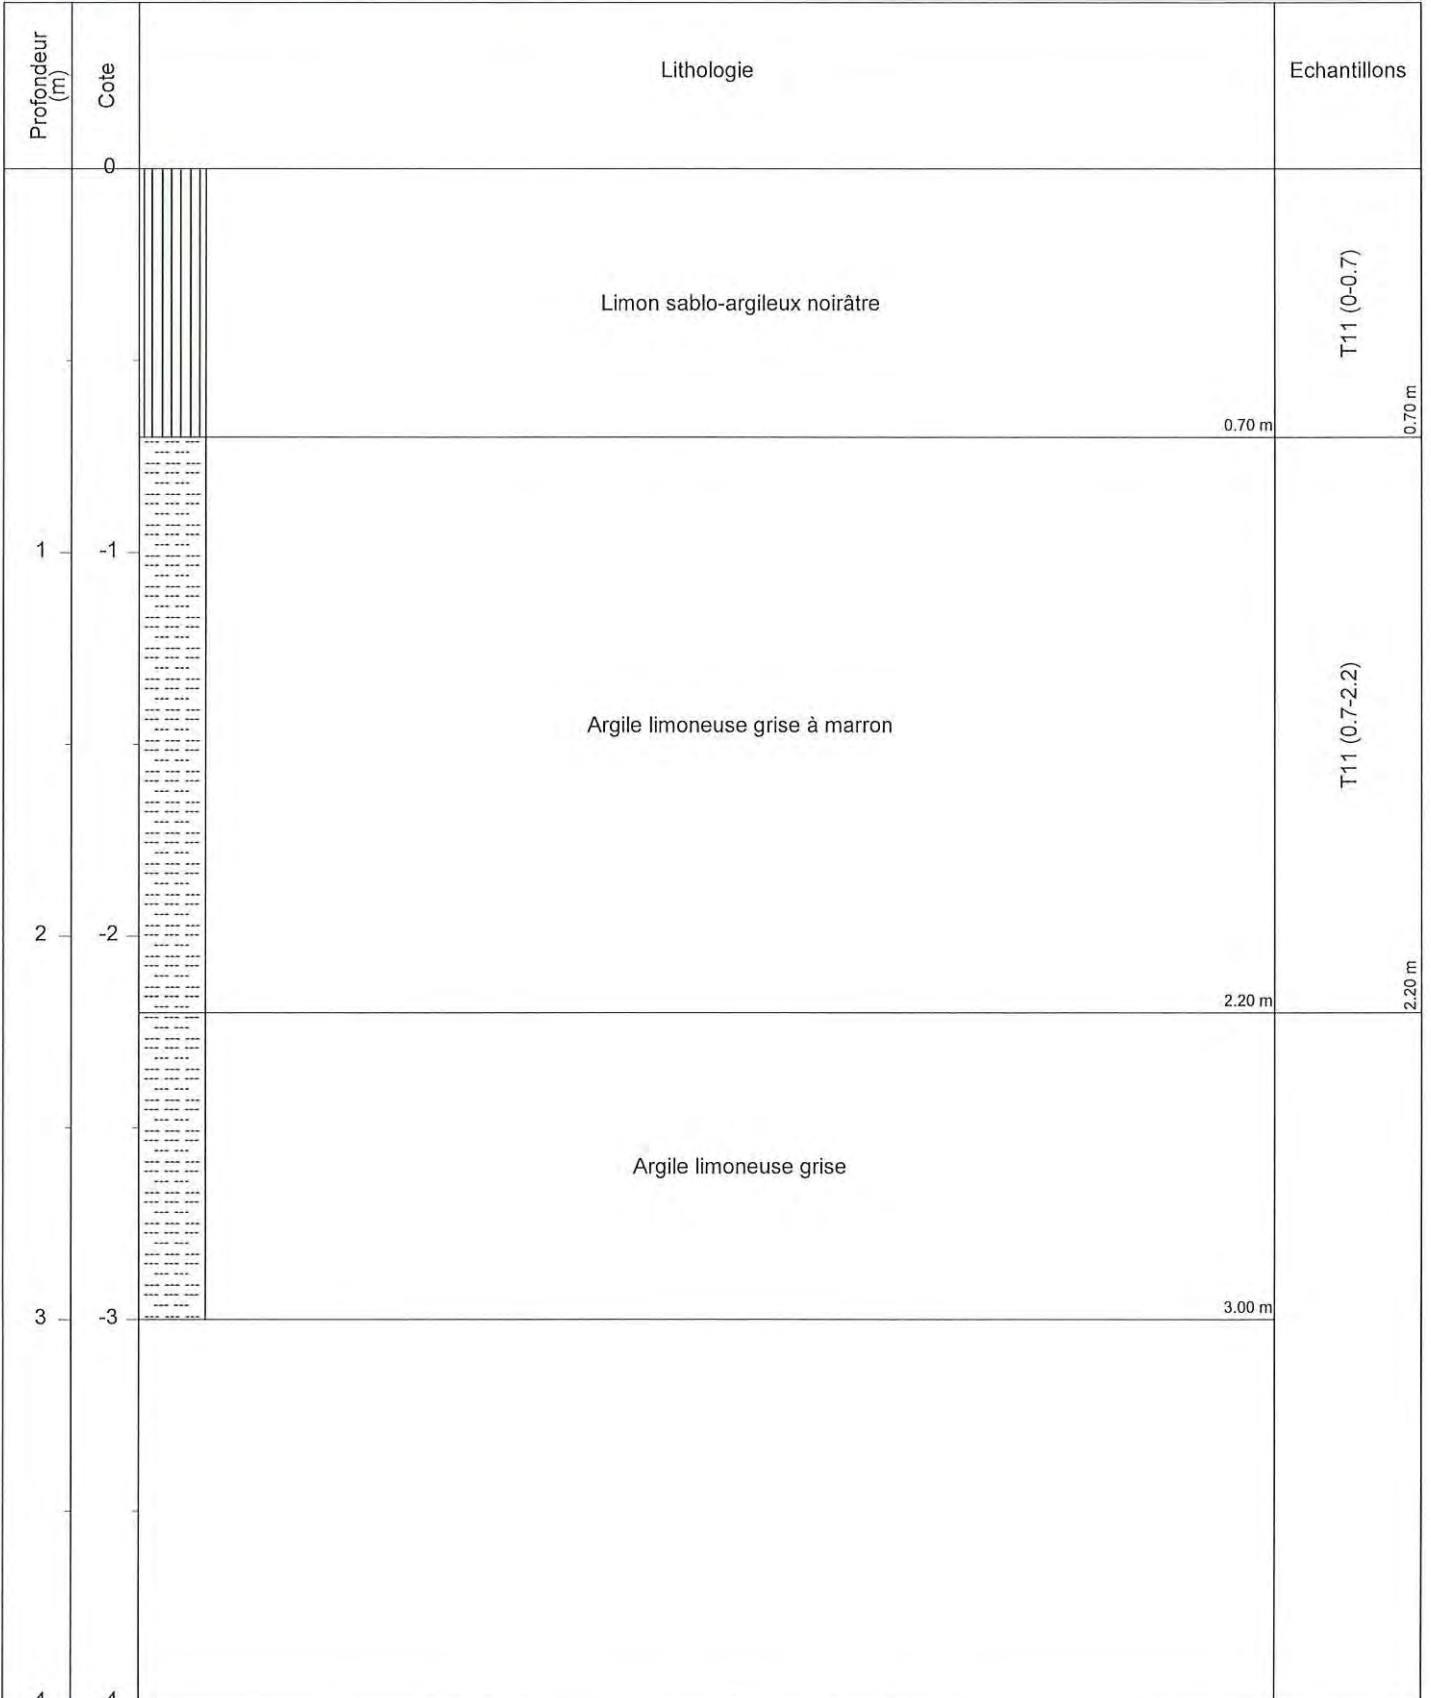 Profondeur
(m)
Cote
Lithologie
Echantillons
0
Limon sablo-argileux noirâtre
T11 (0-0.7)
0.70 m
0.70 m
1
-1
Argile limoneuse grise à marron
T11 (0.7-2.2)
2
-2
2.20 m
2.20 m
Argile limoneuse grise
3
-3
3.00 m